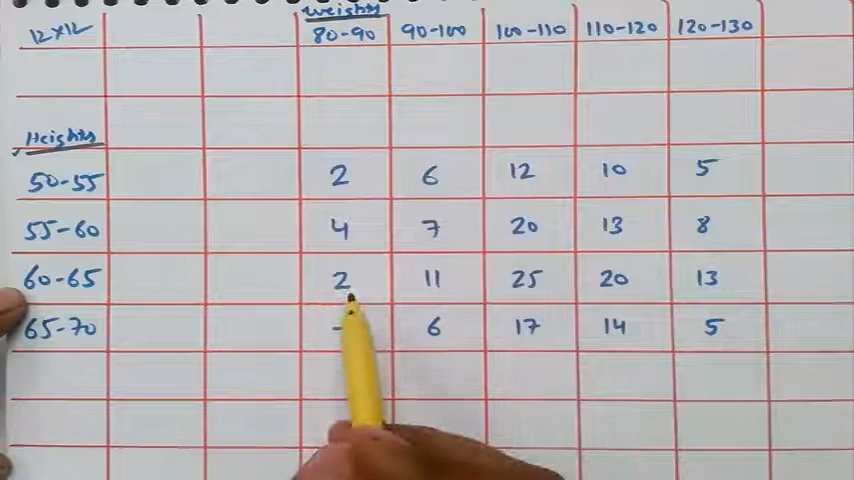 Weights
12x12 80-90 90-100 100-110 110-120 120-130
Heights
50-55 2 6 12 10 5
55-60 4 7 20 13 8
60-65 2 11 25 20 13
65-70 - 6 17 14 5